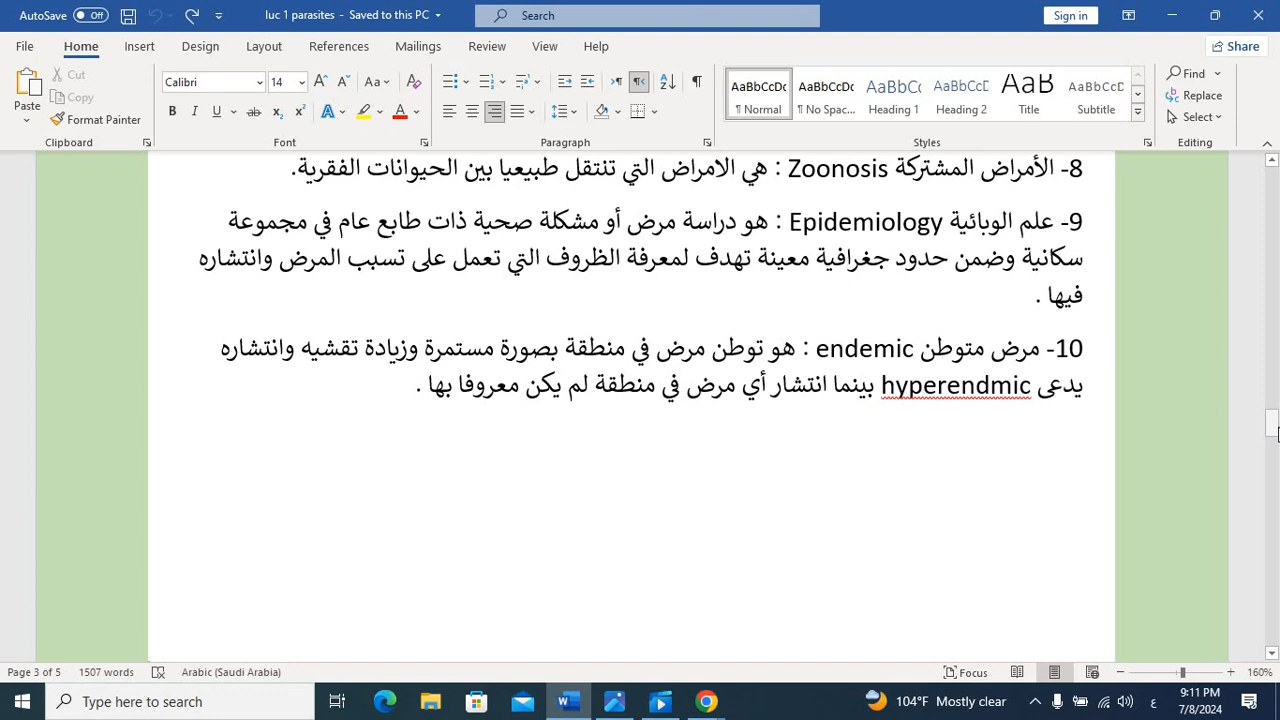 AutoSave Off luc 1 parasites - Saved to this PC Search Sign in
File Home Insert Design Layout References Mailings Review View Help Share
Paste Cut Copy Format Painter Clipboard
Calibri 14 Font
Paragraph
AaBbCcDc ¶ Normal AaBbCcDc ¶ No Spac... AaBbCc Heading 1 AaBbCcD Heading 2 AaB Title AaBbCcD Subtitle Styles
Find Replace Select Editing
8- الأمراض المشتركة Zoonosis : هي الامراض التي تنتقل طبيعيا بين الحيوانات الفقرية.
9- علم الوبائية Epidemiology : هو دراسة مرض أو مشكلة صحية ذات طابع عام في مجموعة
سكانية وضمن حدود جغرافية معينة تهدف لمعرفة الظروف التي تعمل على تسبب المرض وانتشاره
فيها .
10- مرض متوطن endemic : هو توطن مرض في منطقة بصورة مستمرة وزيادة تقشيه وانتشاره
يدعى hyperendmic بينما انتشار أي مرض في منطقة لم يكن معروفا بها .
Page 3 of 5 1507 words Arabic (Saudi Arabia) Focus 160%
Type here to search 104°F Mostly clear ع 9:11 PM
7/8/2024